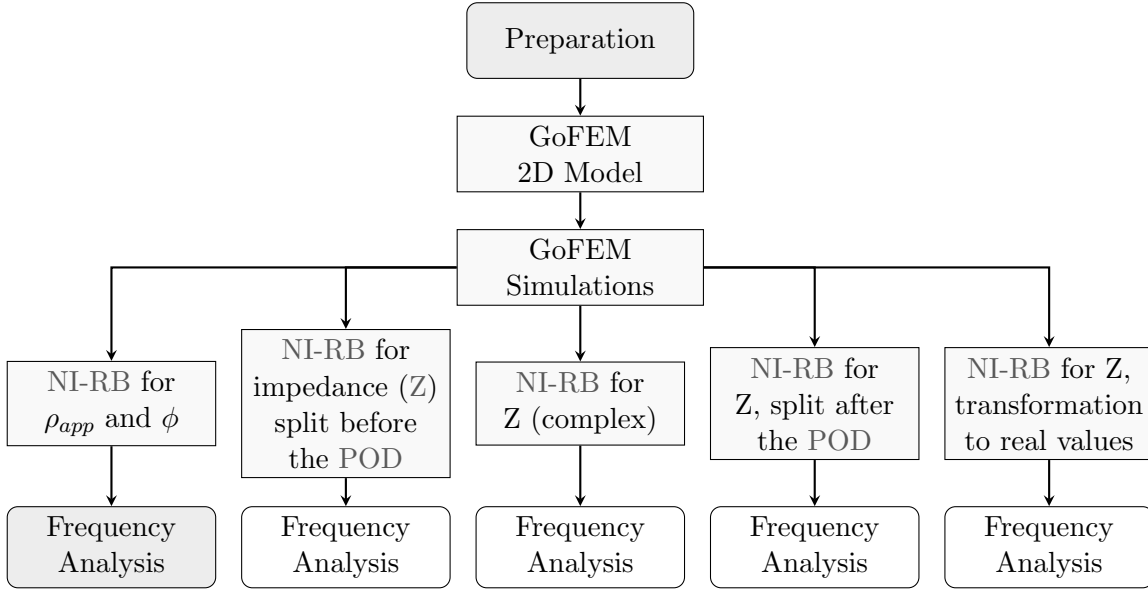 Preparation
GoFEM
2D Model
GoFEM
Simulations
NI-RB for
ρ_app and ϕ
NI-RB for
impedance (Z)
split before
the POD
NI-RB for
Z (complex)
NI-RB for
Z, split after
the POD
NI-RB for Z,
transformation
to real values
Frequency
Analysis
Frequency
Analysis
Frequency
Analysis
Frequency
Analysis
Frequency
Analysis